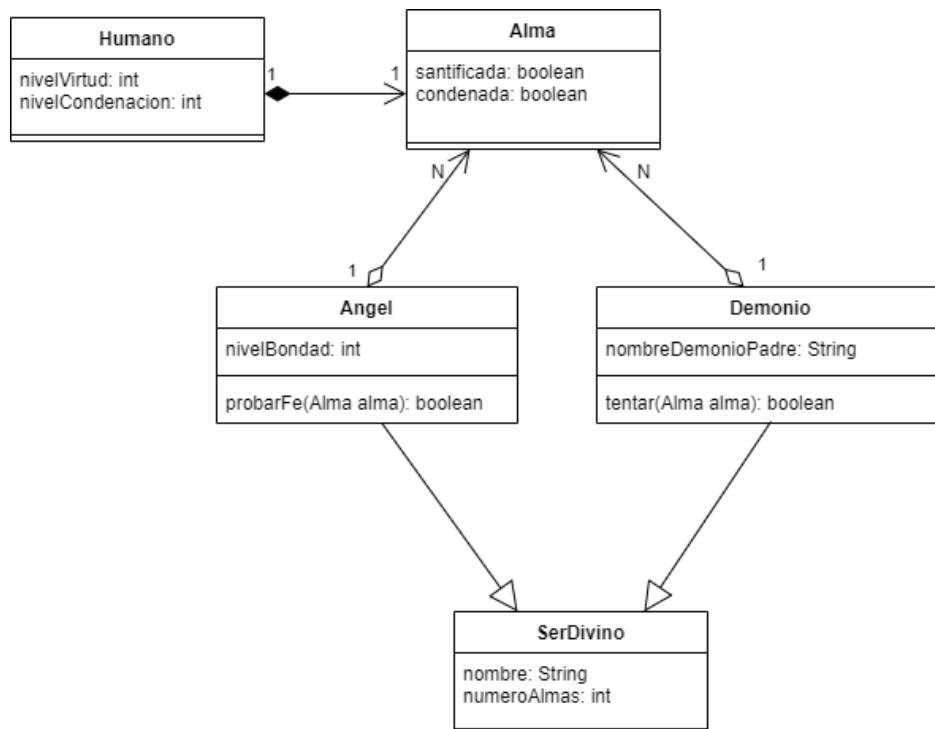 Humano
nivelVirtud: int
nivelCondenacion: int
1
1
Alma
santificada: boolean
condenada: boolean
N
N
1
1
Angel
nivelBondad: int
probarFe(Alma alma): boolean
Demonio
nombreDemonioPadre: String
tentar(Alma alma): boolean
SerDivino
nombre: String
numeroAlmas: int